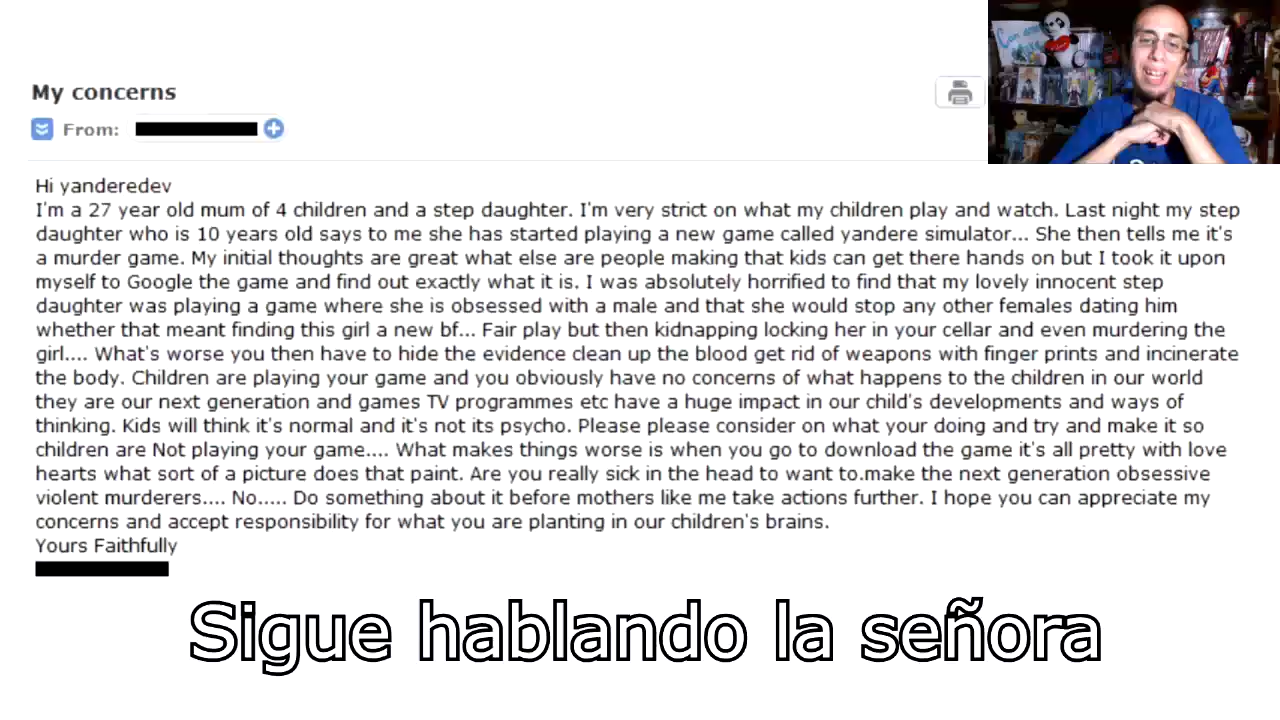 My concerns
From:
Hi yanderedev
I'm a 27 year old mum of 4 children and a step daughter. I'm very strict on what my children play and watch. Last night my step
daughter who is 10 years old says to me she has started playing a new game called yandere simulator... She then tells me it's
a murder game. My initial thoughts are great what else are people making that kids can get there hands on but I took it upon
myself to Google the game and find out exactly what it is. I was absolutely horrified to find that my lovely innocent step
daughter was playing a game where she is obsessed with a male and that she would stop any other females dating him
whether that meant finding this girl a new bf... Fair play but then kidnapping locking her in your cellar and even murdering the
girl.... What's worse you then have to hide the evidence clean up the blood get rid of weapons with finger prints and incinerate
the body. Children are playing your game and you obviously have no concerns of what happens to the children in our world
they are our next generation and games TV programmes etc have a huge impact in our child's developments and ways of
thinking. Kids will think it's normal and it's not its psycho. Please please consider on what your doing and try and make it so
children are Not playing your game.... What makes things worse is when you go to download the game it's all pretty with love
hearts what sort of a picture does that paint. Are you really sick in the head to want to.make the next generation obsessive
violent murderers.... No..... Do something about it before mothers like me take actions further. I hope you can appreciate my
concerns and accept responsibility for what you are planting in our children's brains.
Yours Faithfully
Sigue hablando la señora